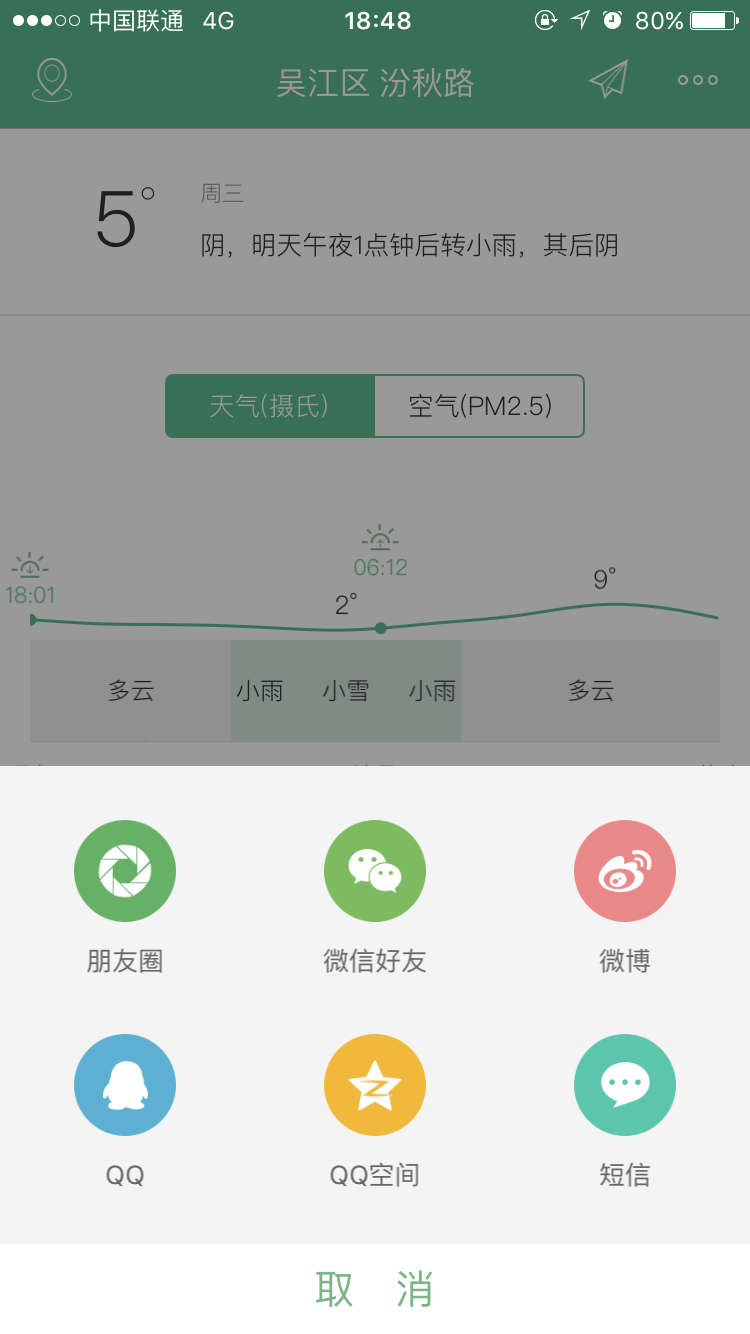 中国联通 4G 18:48 80%
吴江区 汾秋路
5°
周三
阴，明天午夜1点钟后转小雨，其后阴
天气(摄氏) 空气(PM2.5)
18:01 06:12
2° 9°
多云 小雨 小雪 小雨 多云
朋友圈 微信好友 微博
QQ QQ空间 短信
取 消